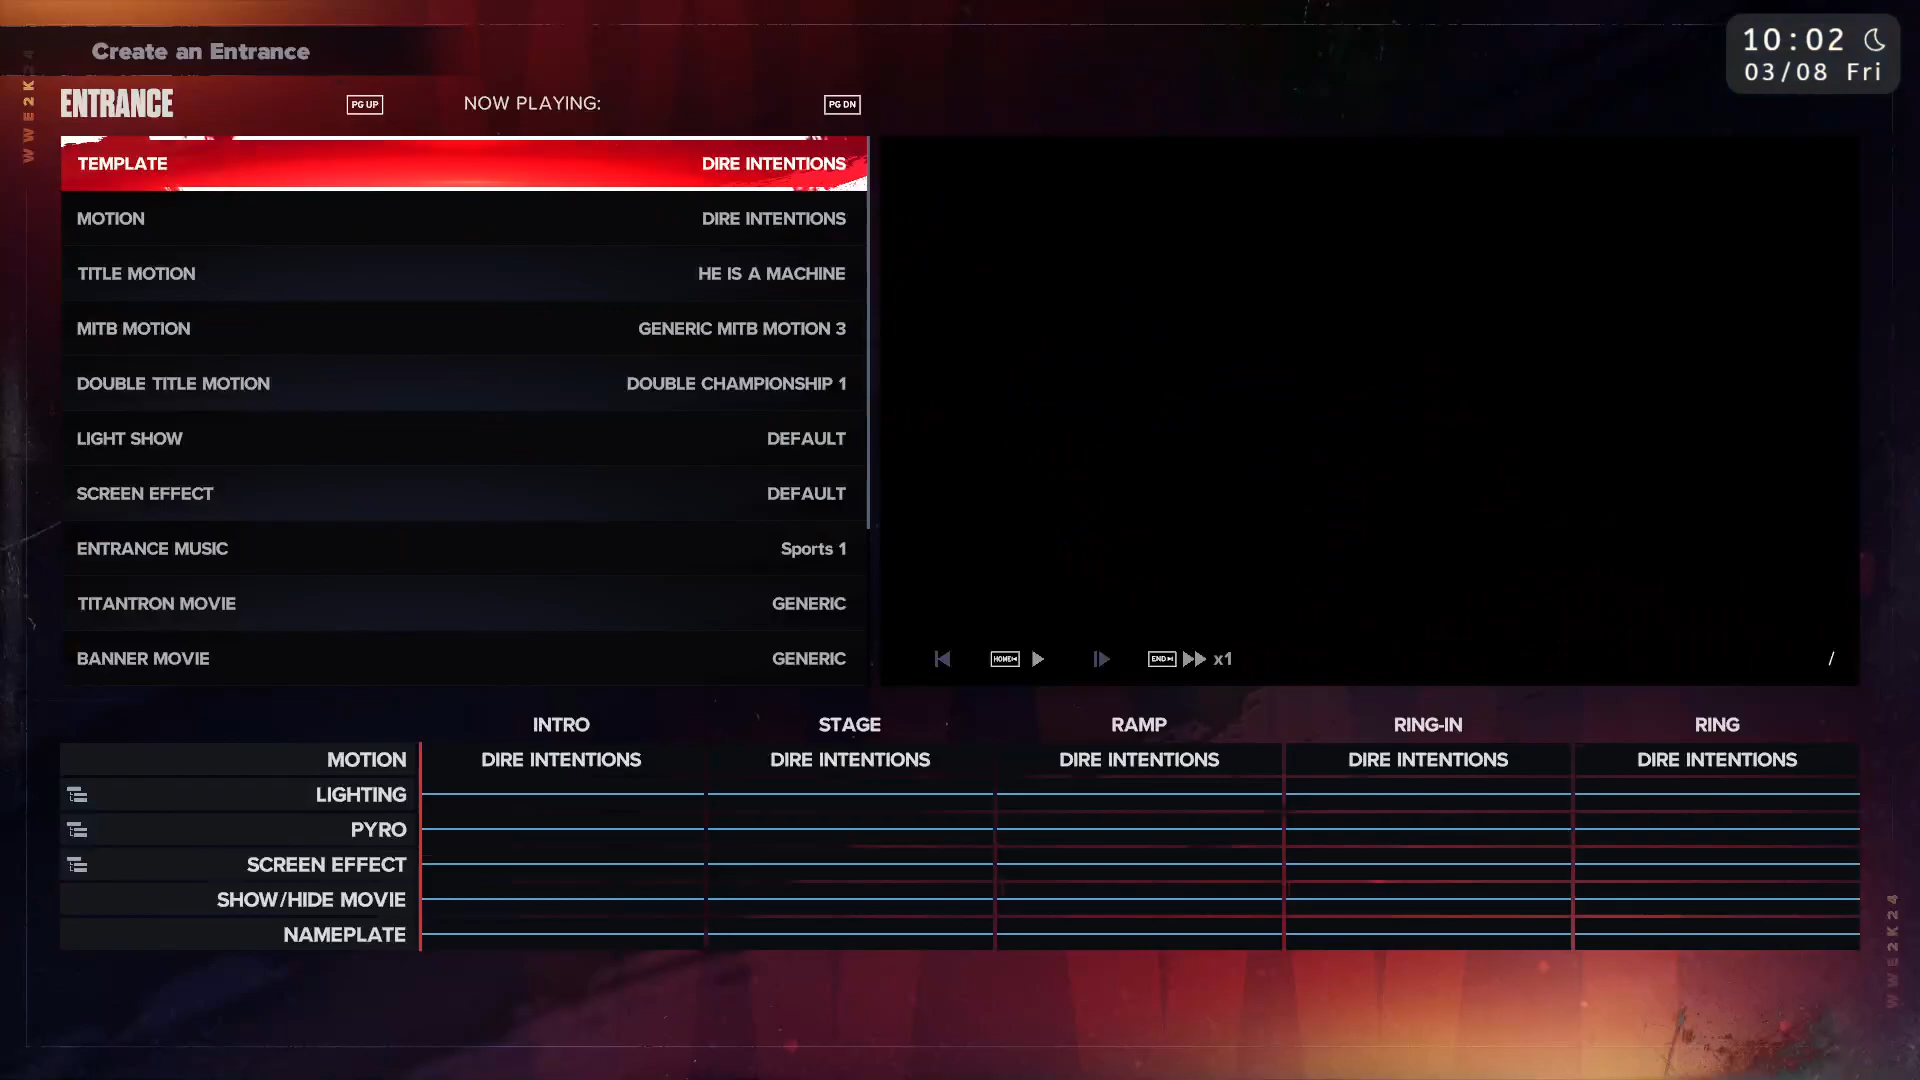 Create an Entrance
10:02
03/08 Fri
WWE2K24
ENTRANCE
PG UP
NOW PLAYING:
PG DN
TEMPLATE DIRE INTENTIONS
MOTION DIRE INTENTIONS
TITLE MOTION HE IS A MACHINE
MITB MOTION GENERIC MITB MOTION 3
DOUBLE TITLE MOTION DOUBLE CHAMPIONSHIP 1
LIGHT SHOW DEFAULT
SCREEN EFFECT DEFAULT
ENTRANCE MUSIC Sports 1
TITANTRON MOVIE GENERIC
BANNER MOVIE GENERIC
HOME END x1 /
INTRO STAGE RAMP RING-IN RING
MOTION DIRE INTENTIONS DIRE INTENTIONS DIRE INTENTIONS DIRE INTENTIONS DIRE INTENTIONS
LIGHTING
PYRO
SCREEN EFFECT
SHOW/HIDE MOVIE
NAMEPLATE
WWE2K24